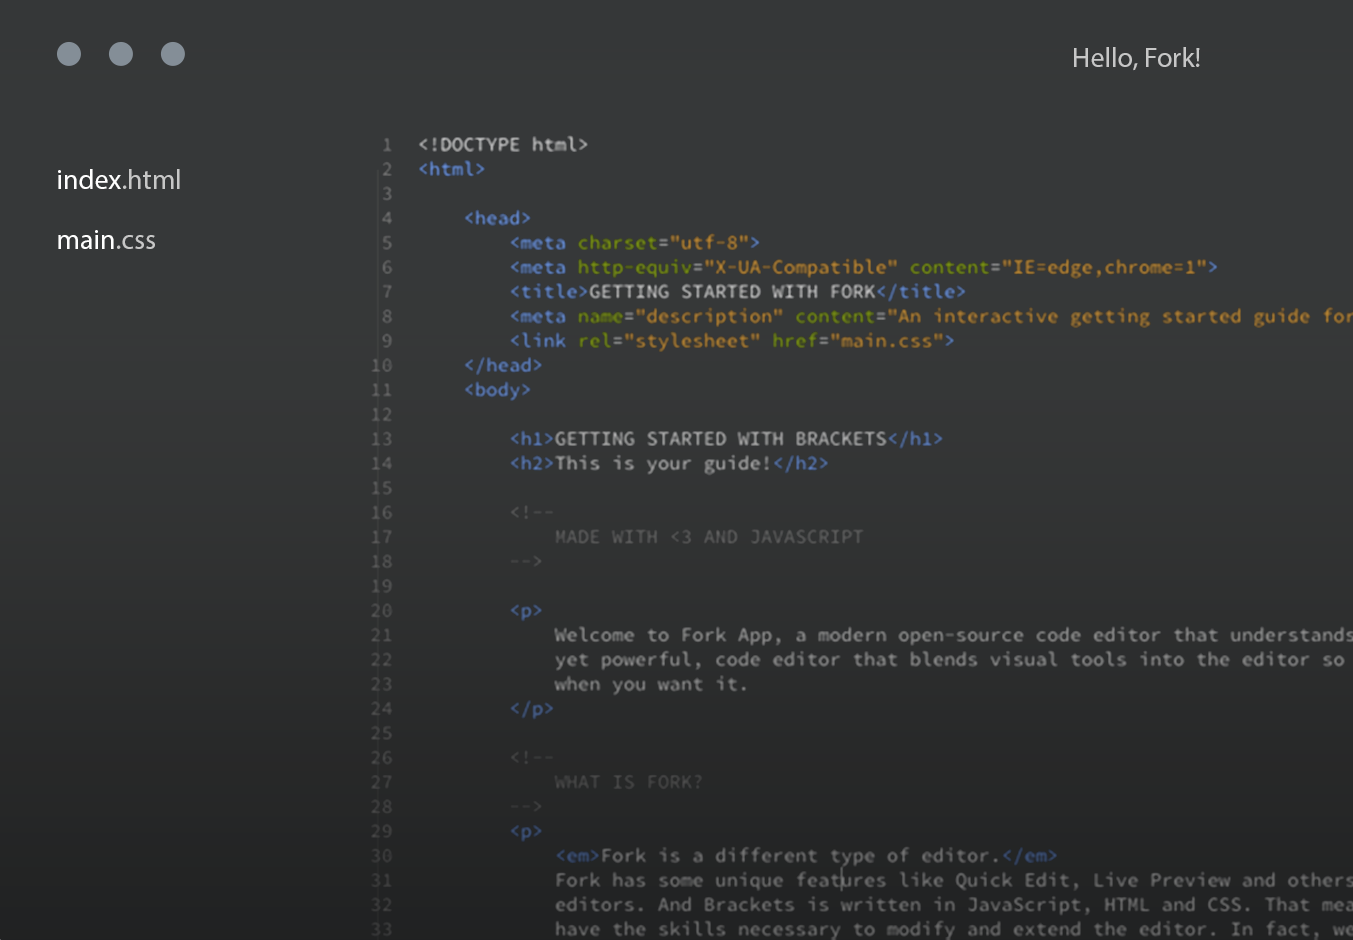 Hello, Fork!
index.html
main.css
1 <!DOCTYPE html>
2 <html>
3
4 <head>
5 <meta charset="utf-8">
6 <meta http-equiv="X-UA-Compatible" content="IE=edge,chrome=1">
7 <title>GETTING STARTED WITH FORK</title>
8 <meta name="description" content="An interactive getting started guide for
9 <link rel="stylesheet" href="main.css">
10 </head>
11 <body>
12
13 <h1>GETTING STARTED WITH BRACKETS</h1>
14 <h2>This is your guide!</h2>
15
16 <!--
17 MADE WITH <3 AND JAVASCRIPT
18 -->
19
20 <p>
21 Welcome to Fork App, a modern open-source code editor that understands
22 yet powerful, code editor that blends visual tools into the editor so
23 when you want it.
24 </p>
25
26 <!--
27 WHAT IS FORK?
28 -->
29 <p>
30 <em>Fork is a different type of editor.</em>
31 Fork has some unique features like Quick Edit, Live Preview and others
32 editors. And Brackets is written in JavaScript, HTML and CSS. That mea
33 have the skills necessary to modify and extend the editor. In fact, we